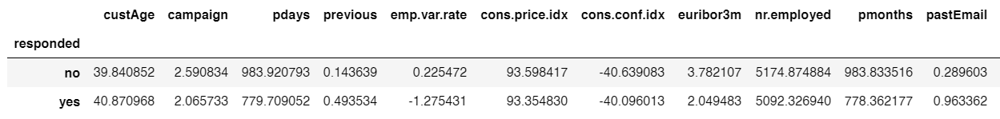 custAge campaign pdays previous emp.var.rate cons.price.idx cons.conf.idx euribor3m nr.employed pmonths pastEmail
responded
no 39.840852 2.590834 983.920793 0.143639 0.225472 93.598417 -40.639083 3.782107 5174.874884 983.833516 0.289603
yes 40.870968 2.065733 779.709052 0.493534 -1.275431 93.354830 -40.096013 2.049483 5092.326940 778.362177 0.963362